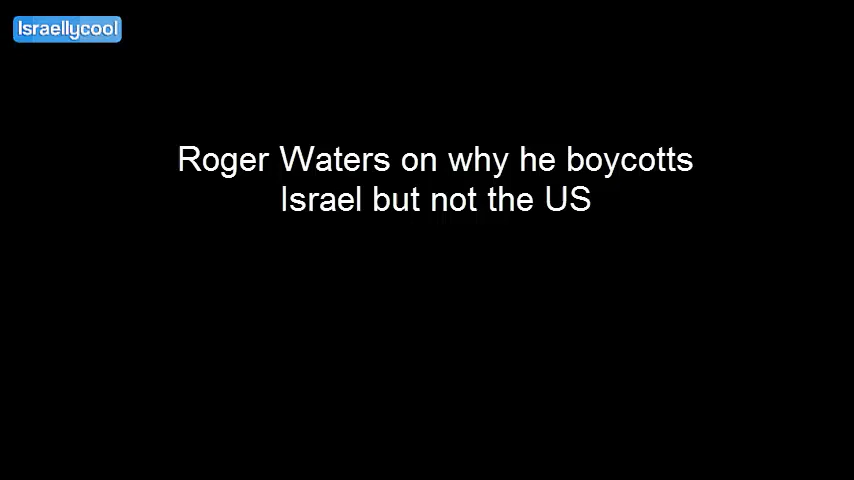 Israellycool
Roger Waters on why he boycotts
Israel but not the US